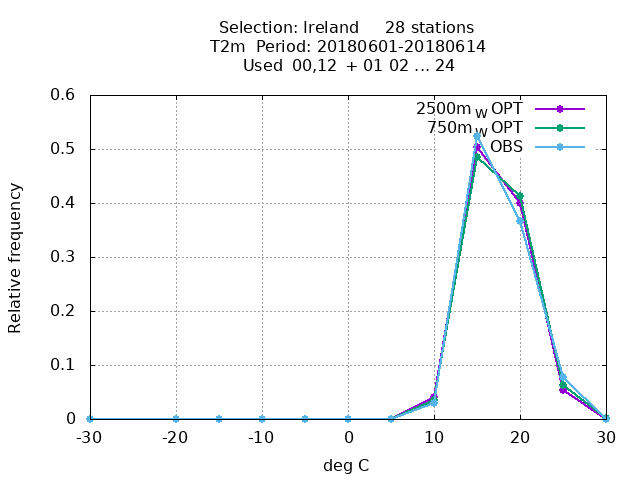 Selection: Ireland 28 stations
T2m Period: 20180601-20180614
Used 00,12 + 01 02 ... 24
2500m W OPT
750m W OPT
OBS
Relative frequency
0.6
0.5
0.4
0.3
0.2
0.1
0
-30 -20 -10 0 10 20 30
deg C